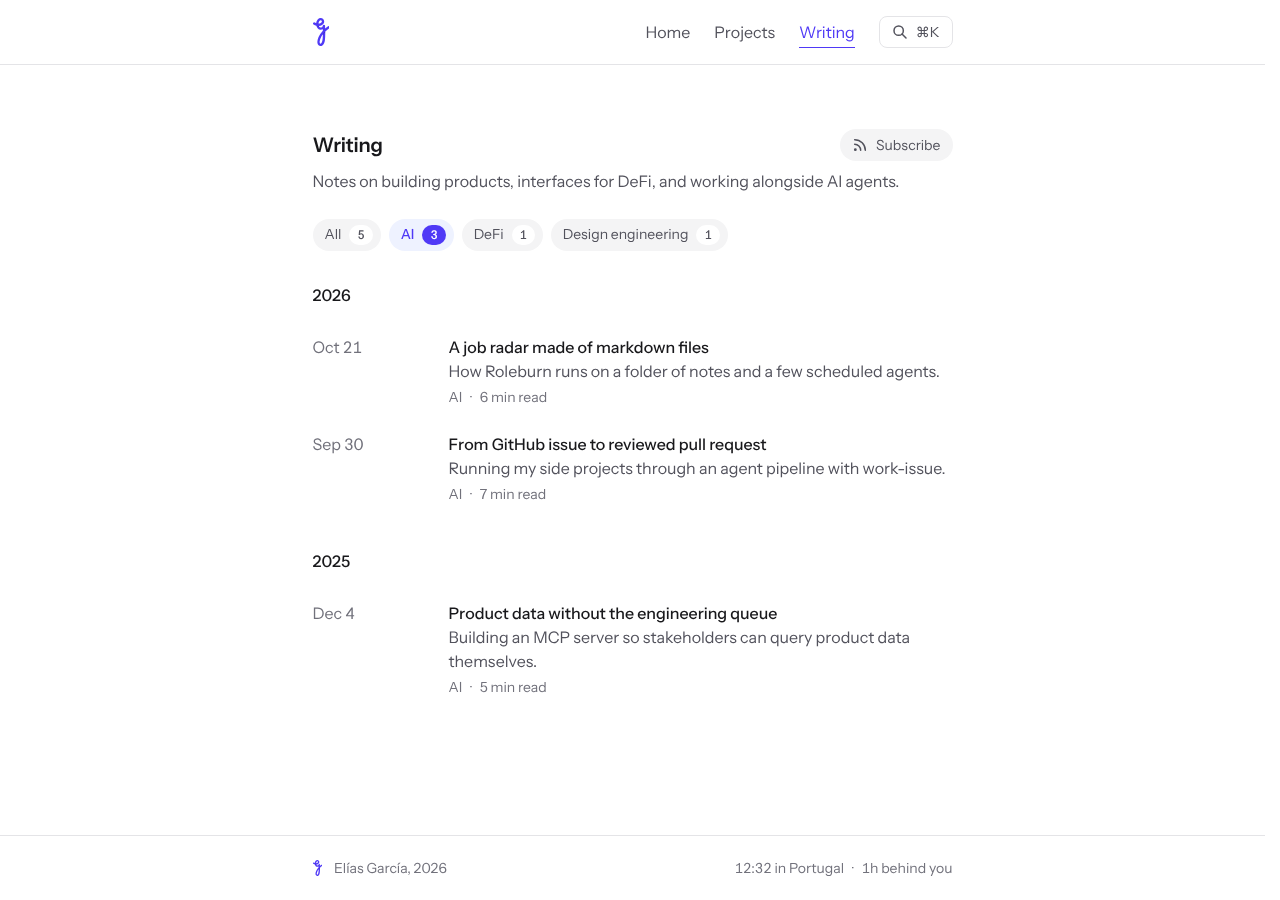 Home Projects Writing ⌘K
Writing
Subscribe
Notes on building products, interfaces for DeFi, and working alongside AI agents.
All 5 AI 3 DeFi 1 Design engineering 1
2026
Oct 21
A job radar made of markdown files
How Roleburn runs on a folder of notes and a few scheduled agents.
AI · 6 min read
Sep 30
From GitHub issue to reviewed pull request
Running my side projects through an agent pipeline with work-issue.
AI · 7 min read
2025
Dec 4
Product data without the engineering queue
Building an MCP server so stakeholders can query product data
themselves.
AI · 5 min read
Elías García, 2026
12:32 in Portugal · 1h behind you